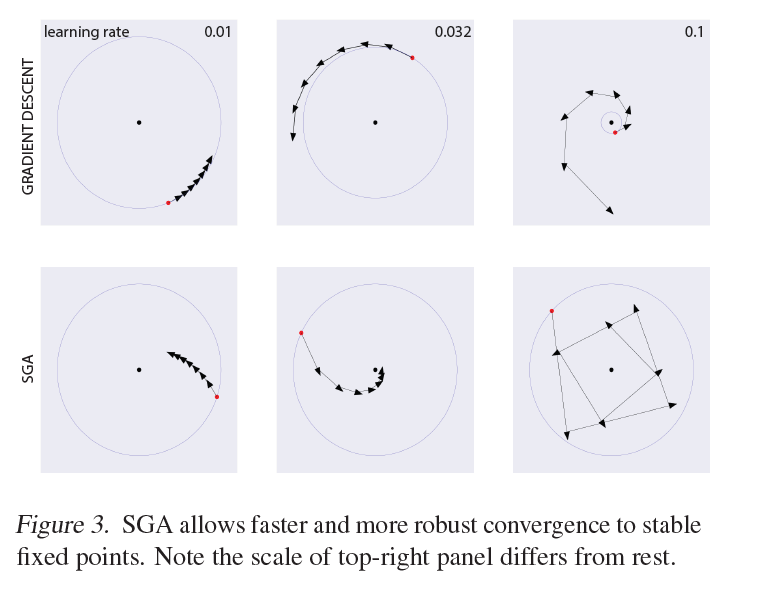 learning rate 0.01
0.032
0.1
GRADIENT DESCENT
SGA
Figure 3. SGA allows faster and more robust convergence to stable
fixed points. Note the scale of top-right panel differs from rest.